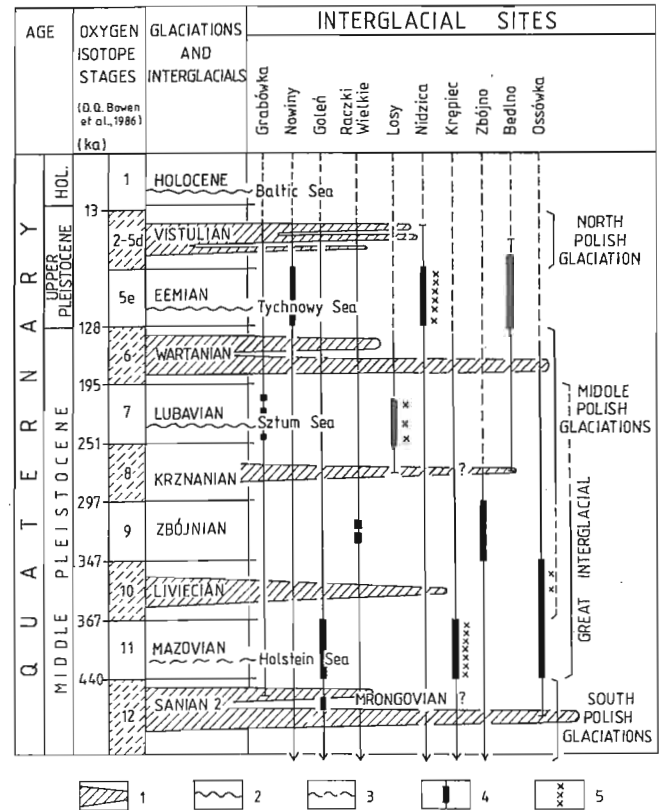 AGE
OXYGEN
ISOTOPE
STAGES
(D.Q. Bowen
et al., 1986)
(ka)
GLACIATIONS
AND
INTERGLACIALS
INTERGLACIAL SITES
Grabówka
Nowiny
Goleń
Raczki
Wielkie
Losy
Nidzica
Krępiec
Zbójno
Bedlno
Ossówka
QUATERNARY
HOL.
UPPER
PLEISTOCENE
MIDDLE PLEISTOCENE
1
HOLOCENE
Baltic Sea
13
2-5d
VISTULIAN
NORTH
POLISH
GLACIATION
5e
EEMIAN
Tychnowy Sea
128
6
WARTANIAN
195
7
LUBAVIAN
Sztum Sea
MIDDLE
POLISH
GLACIATIONS
251
8
KRZNANIAN
?
297
9
ZBÓJNIAN
GREAT INTERGLACIAL
347
10
LIVIECIAN
367
11
MAZOVIAN
Holstein Sea
440
12
SANIAN 2
MRONGOVIAN ?
SOUTH
POLISH
GLACIATIONS
1
2
3
4
5